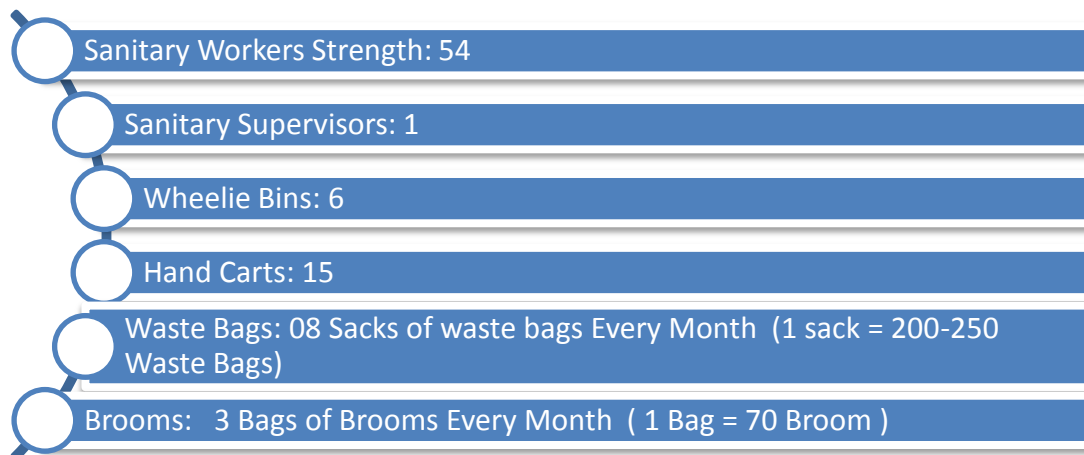 Sanitary Workers Strength: 54
Sanitary Supervisors: 1
Wheelie Bins: 6
Hand Carts: 15
Waste Bags: 08 Sacks of waste bags Every Month  (1 sack = 200-250
Waste Bags)
Brooms:   3 Bags of Brooms Every Month  ( 1 Bag = 70 Broom )